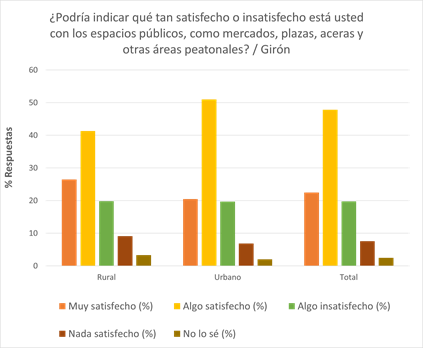 ¿Podría indicar qué tan satisfecho o insatisfecho está usted
con los espacios públicos, como mercados, plazas, aceras y
otras áreas peatonales? / Girón
60
50
40
30
20
10
0
% Respuestas
Rural Urbano Total
Muy satisfecho (%) Algo satisfecho (%) Algo insatisfecho (%)
Nada satisfecho (%) No lo sé (%)